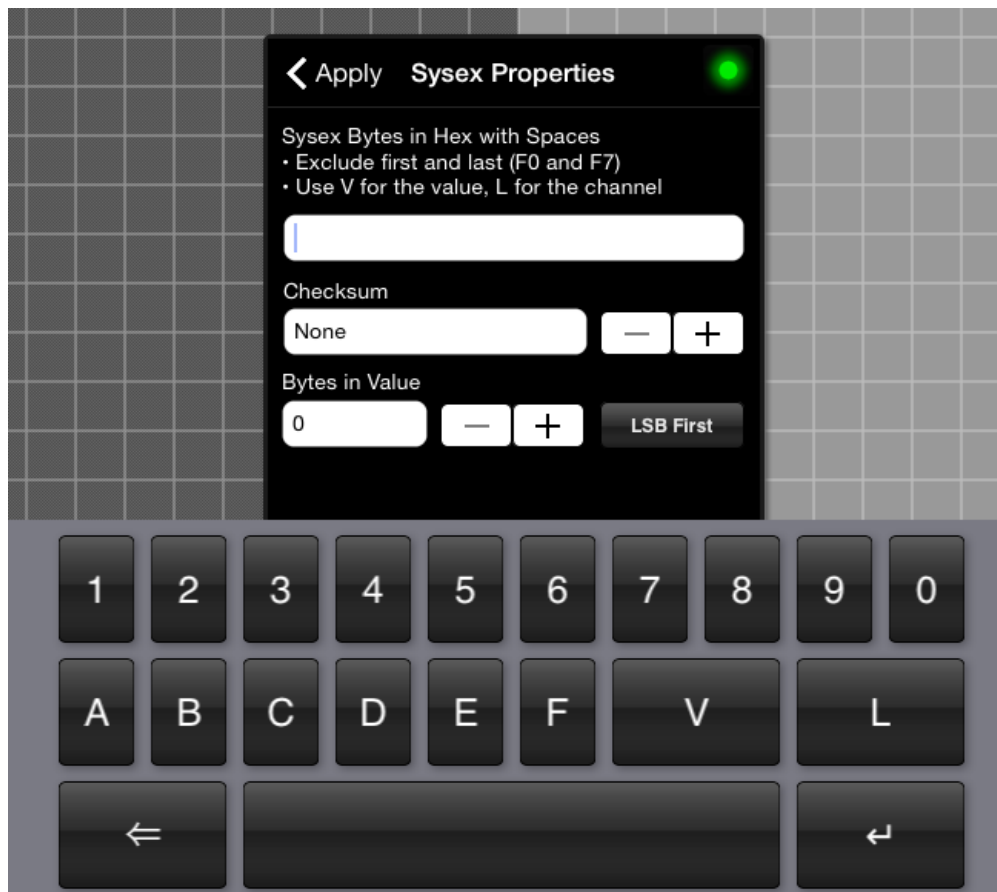 Apply Sysex Properties
Sysex Bytes in Hex with Spaces
• Exclude first and last (F0 and F7)
• Use V for the value, L for the channel
Checksum
None — +
Bytes in Value
0 — + LSB First
1 2 3 4 5 6 7 8 9 0
A B C D E F V L
⇐ ↵